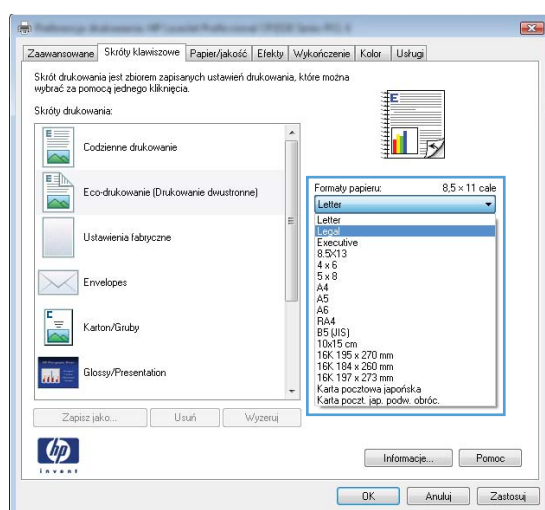 Zaawansowane Skróty klawiszowe Papier/jakość Efekty Wykończenie Kolor Usługi
Skrót drukowania jest zbiorem zapisanych ustawień drukowania, które można
wybrać za pomocą jednego kliknięcia.
Skróty drukowania:
Codzienne drukowanie
Eco-drukowanie (Drukowanie dwustronne)
Ustawienia fabryczne
Envelopes
Karton/Gruby
Glossy/Presentation
Zapisz jako... Usuń Wyzeruj
E
Formaty papieru: 8,5 × 11 cale
Letter
Letter
Legal
Executive
8.5X13
4 x 6
5 x 8
A4
A5
A6
RA4
B5 (JIS)
10x15 cm
16K 195 x 270 mm
16K 184 x 260 mm
16K 197 x 273 mm
Karta pocztowa japońska
Karta poczt. jap. podw. obróc.
hp
invent
Informacje... Pomoc
OK Anuluj Zastosuj